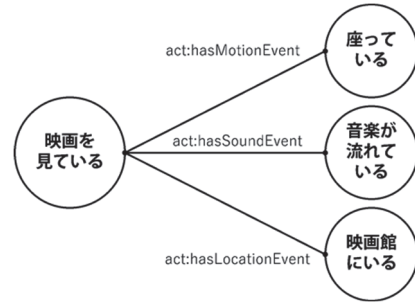 映画を
見ている
act:hasMotionEvent
座って
いる
act:hasSoundEvent
音楽が
流れて
いる
act:hasLocationEvent
映画館
にいる